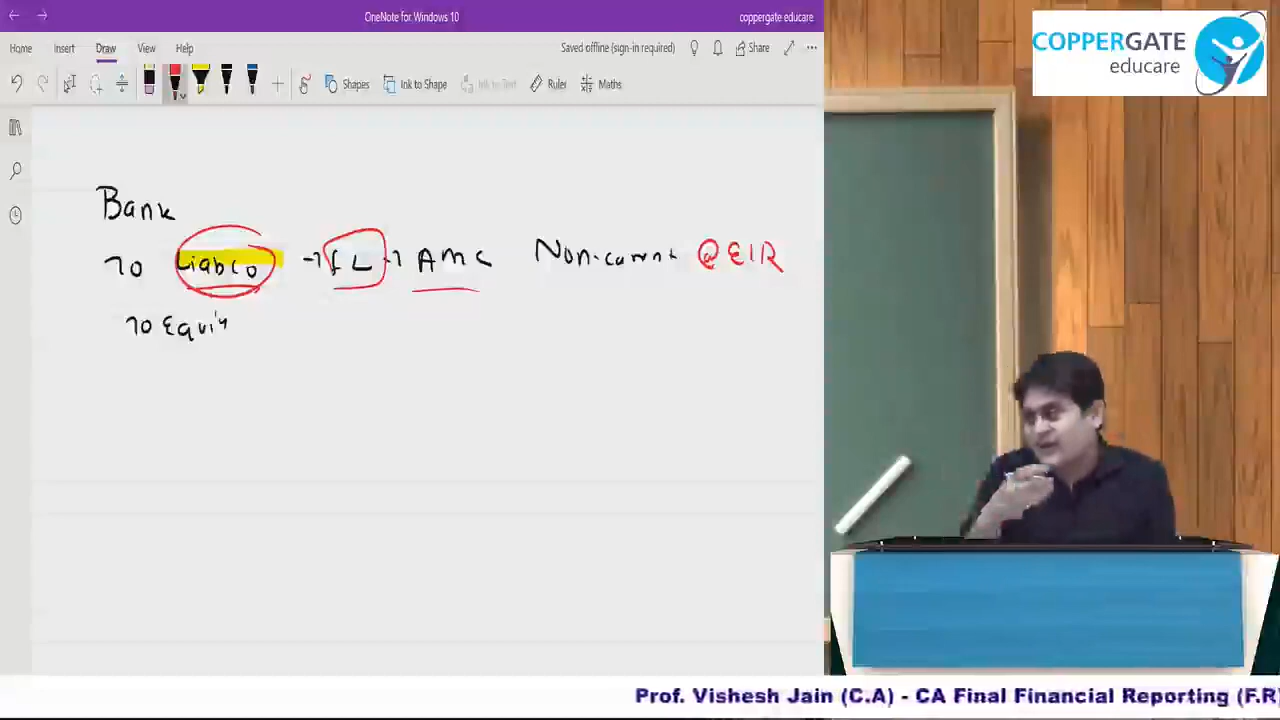 OneNote for Windows 10
coppergate educare
Home Insert Draw View Help
Saved offline (sign-in required)
Share
Shapes
Ink to Shape
Ink to Text
Ruler
Maths
COPPERGATE
educare
Bank
To Liabco → FL → AMC Non-current @ EIR
To Equi
Prof. Vishesh Jain (C.A) - CA Final Financial Reporting (F.R